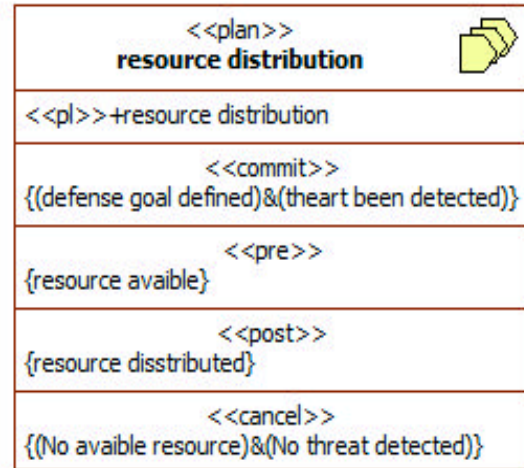 <<plan>>
resource distribution
<<pl>>+resource distribution
<<commit>>
{(defense goal defined)&(theart been detected)}
<<pre>>
{resource avaible}
<<post>>
{resource disstributed}
<<cancel>>
{(No avaible resource)&(No threat detected)}